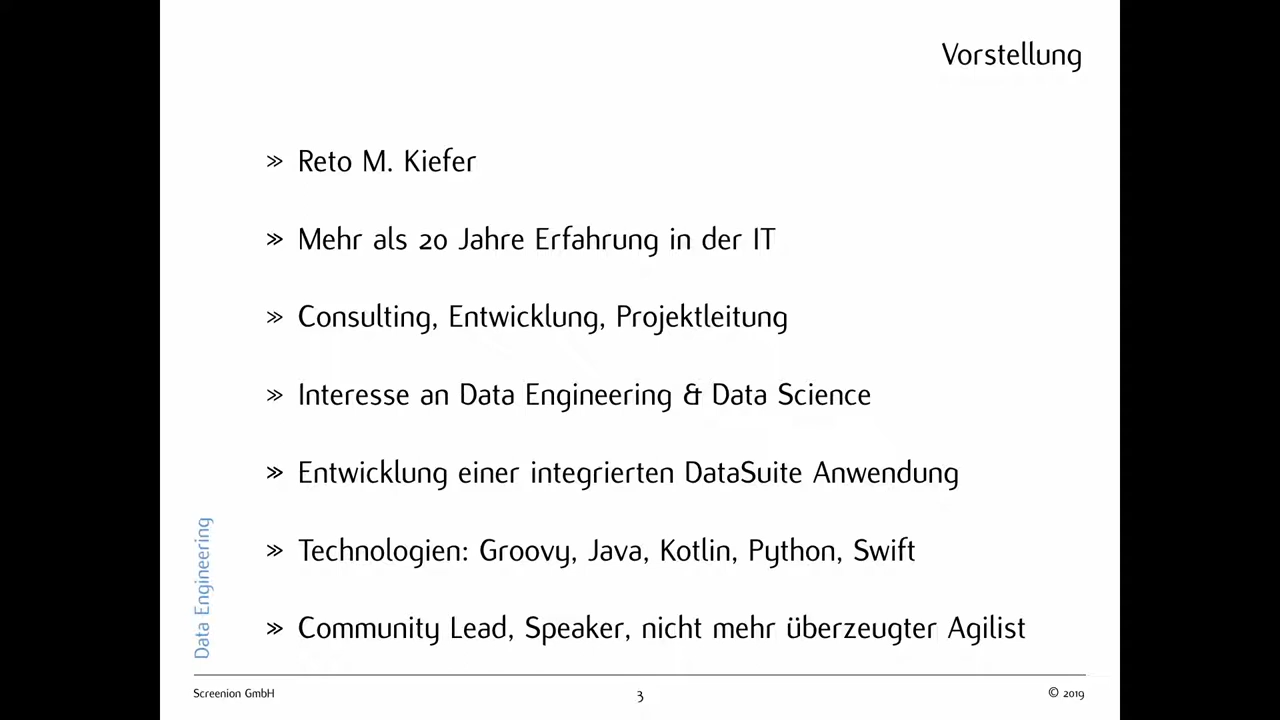 Vorstellung
» Reto M. Kiefer
» Mehr als 20 Jahre Erfahrung in der IT
» Consulting, Entwicklung, Projektleitung
» Interesse an Data Engineering & Data Science
» Entwicklung einer integrierten DataSuite Anwendung
» Technologien: Groovy, Java, Kotlin, Python, Swift
» Community Lead, Speaker, nicht mehr überzeugter Agilist
Data Engineering
Screenion GmbH
3
© 2019